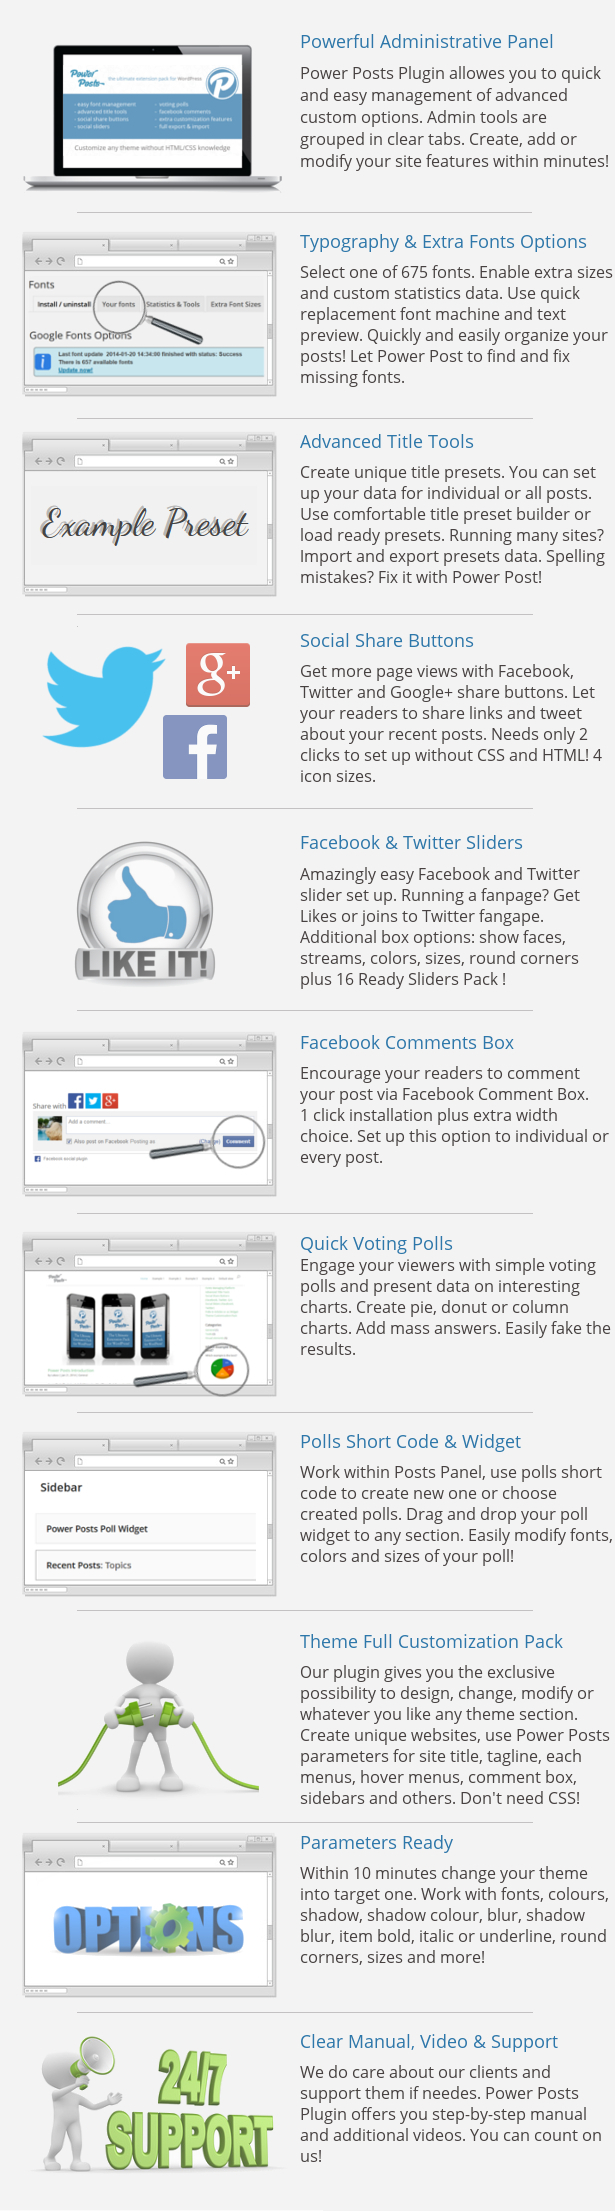 Power Posts™ the ultimate extension pack for WordPress
- easy font management
- advanced title tools
- social share buttons
- social sliders
- voting polls
- facebook comments
- extra customization features
- full export & import
Customize any theme without HTML/CSS knowledge
Powerful Administrative Panel
Power Posts Plugin allowes you to quick
and easy management of advanced
custom options. Admin tools are
grouped in clear tabs. Create, add or
modify your site features within minutes!
Fonts
Install / uninstall Your fonts Statistics & Tools Extra Font Sizes
Google Fonts Options
Last font update 2014-01-20 14:34:00 finished with status: Success
There is 657 available fonts
Update now!
Typography & Extra Fonts Options
Select one of 675 fonts. Enable extra sizes
and custom statistics data. Use quick
replacement font machine and text
preview. Quickly and easily organize your
posts! Let Power Post to find and fix
missing fonts.
Example Preset
Advanced Title Tools
Create unique title presets. You can set
up your data for individual or all posts.
Use comfortable title preset builder or
load ready presets. Running many sites?
Import and export presets data. Spelling
mistakes? Fix it with Power Post!
g+
f
Social Share Buttons
Get more page views with Facebook,
Twitter and Google+ share buttons. Let
your readers to share links and tweet
about your recent posts. Needs only 2
clicks to set up without CSS and HTML! 4
icon sizes.
LIKE IT!
Facebook & Twitter Sliders
Amazingly easy Facebook and Twitter
slider set up. Running a fanpage? Get
Likes or joins to Twitter fangape.
Additional box options: show faces,
streams, colors, sizes, round corners
plus 16 Ready Sliders Pack !
Share with
Add a comment...
Also post on Facebook Posting as (Change) Comment
Facebook social plugin
Facebook Comments Box
Encourage your readers to comment
your post via Facebook Comment Box.
1 click installation plus extra width
choice. Set up this option to individual or
every post.
Power Posts
Quick Voting Polls
Engage your viewers with simple voting
polls and present data on interesting
charts. Create pie, donut or column
charts. Add mass answers. Easily fake the
results.
Sidebar
Power Posts Poll Widget
Recent Posts: Topics
Polls Short Code & Widget
Work within Posts Panel, use polls short
code to create new one or choose
created polls. Drag and drop your poll
widget to any section. Easily modify fonts,
colors and sizes of your poll!
Theme Full Customization Pack
Our plugin gives you the exclusive
possibility to design, change, modify or
whatever you like any theme section.
Create unique websites, use Power Posts
parameters for site title, tagline, each
menus, hover menus, comment box,
sidebars and others. Don't need CSS!
OPTIONS
Parameters Ready
Within 10 minutes change your theme
into target one. Work with fonts, colours,
shadow, shadow colour, blur, shadow
blur, item bold, italic or underline, round
corners, sizes and more!
24/7
SUPPORT
Clear Manual, Video & Support
We do care about our clients and
support them if needes. Power Posts
Plugin offers you step-by-step manual
and additional videos. You can count on
us!